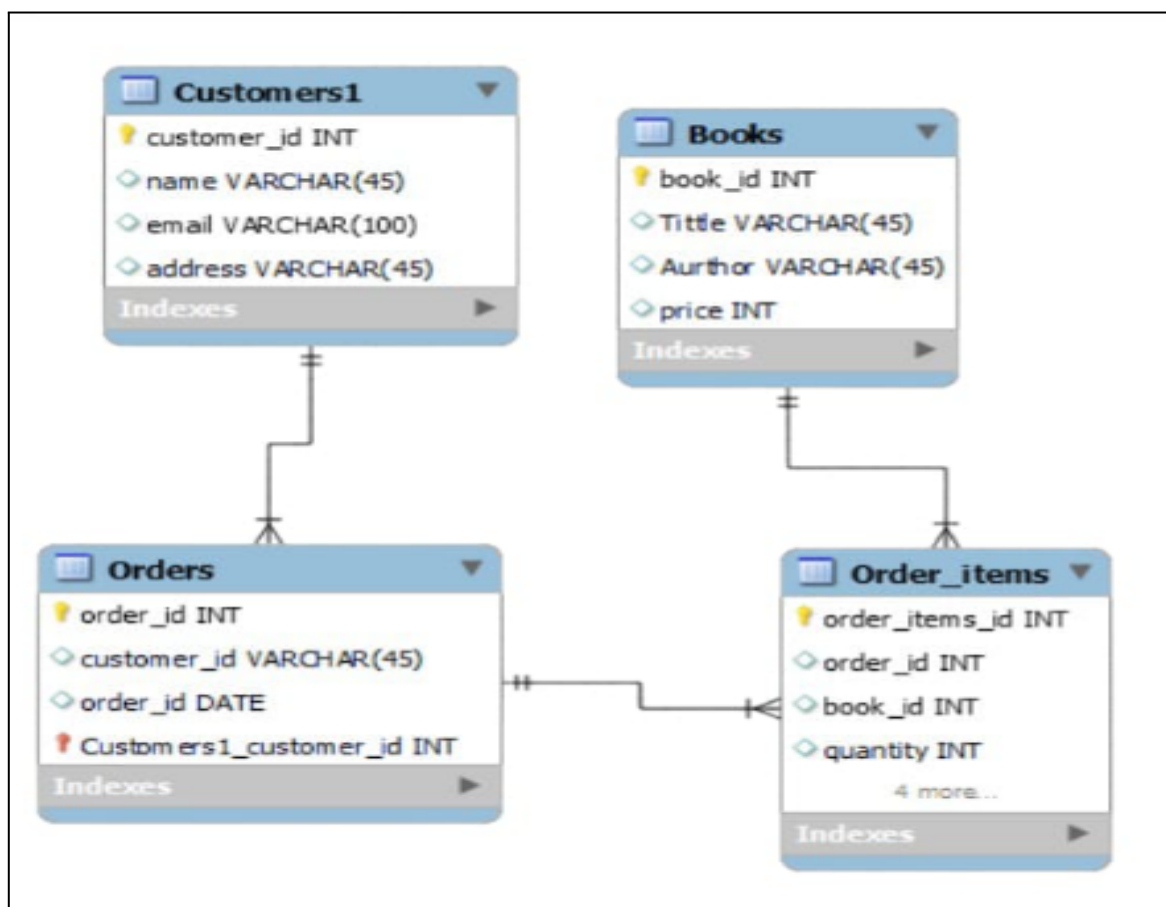 Customers1
customer_id INT
name VARCHAR(45)
email VARCHAR(100)
address VARCHAR(45)
Indexes
Books
book_id INT
Tittle VARCHAR(45)
Aurthor VARCHAR(45)
price INT
Indexes
Orders
order_id INT
customer_id VARCHAR(45)
order_id DATE
Customers1_customer_id INT
Indexes
Order_items
order_items_id INT
order_id INT
book_id INT
quantity INT
4 more...
Indexes